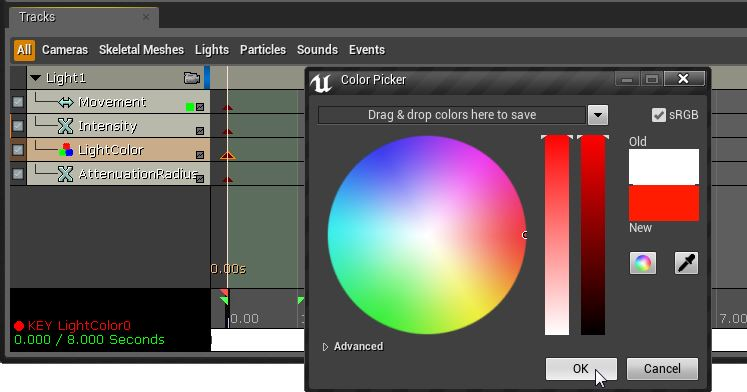 Tracks
All Cameras Skeletal Meshes Lights Particles Sounds Events
Light1
Movement
Intensity
LightColor
AttenuationRadius
0.00s
0.00
7.00
KEY LightColor0
0.000 / 8.000 Seconds
Color Picker
Drag & drop colors here to save
sRGB
Old
New
Advanced
OK
Cancel